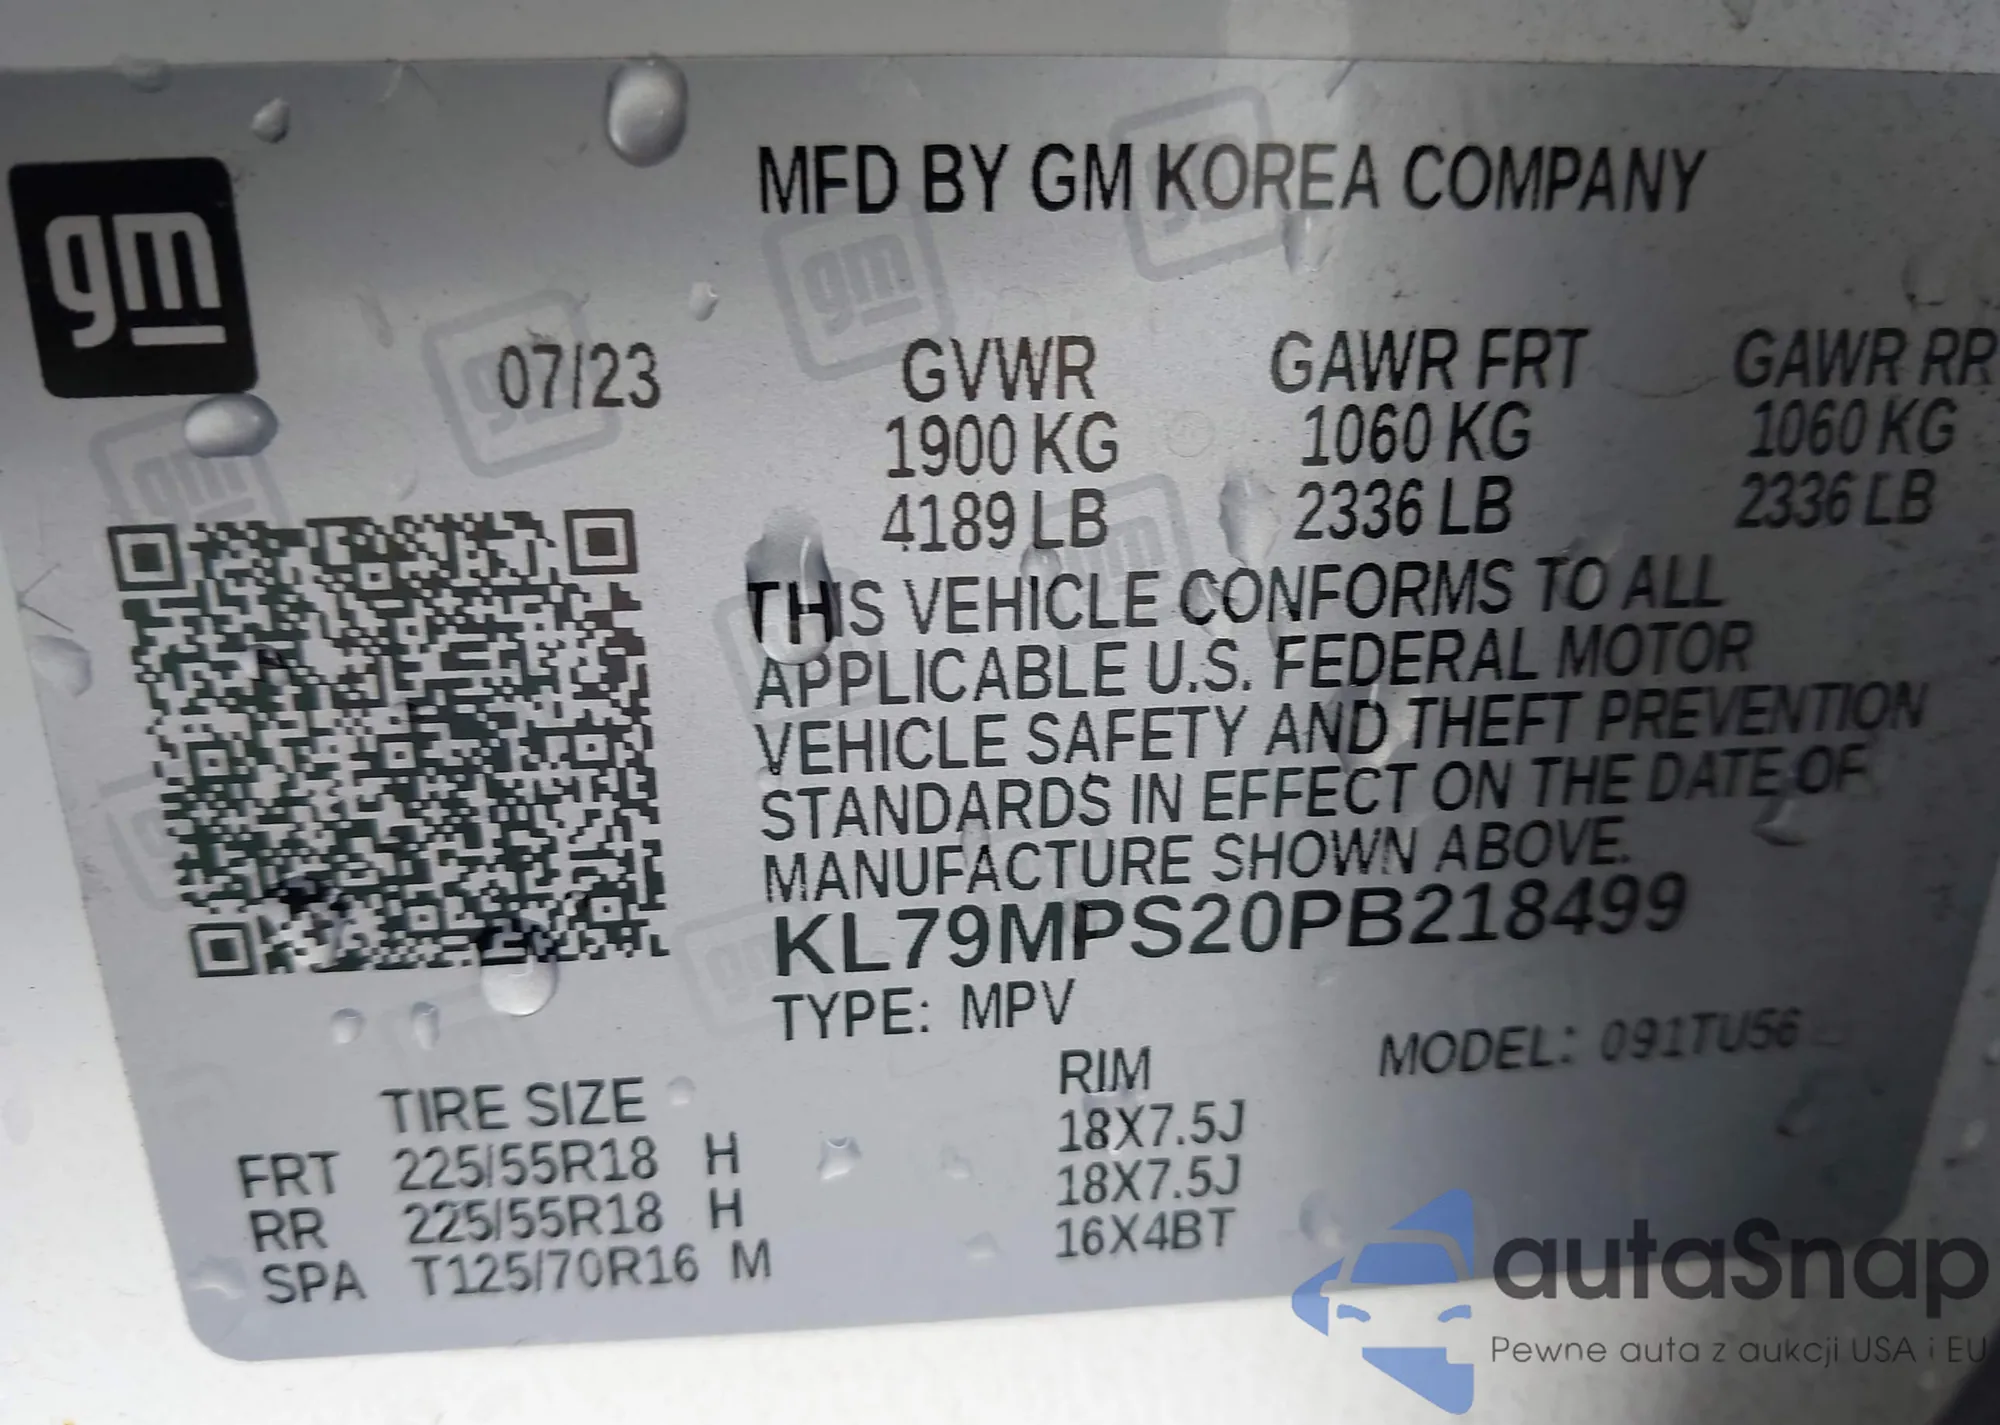 gm
MFD BY GM KOREA COMPANY
07/23 GVWR GAWR FRT GAWR RR
1900 KG 1060 KG 1060 KG
4189 LB 2336 LB 2336 LB
THIS VEHICLE CONFORMS TO ALL
APPLICABLE U.S. FEDERAL MOTOR
VEHICLE SAFETY AND THEFT PREVENTION
STANDARDS IN EFFECT ON THE DATE OF
MANUFACTURE SHOWN ABOVE.
KL79MPS20PB218499
TYPE: MPV
MODEL: 091TU56
TIRE SIZE RIM
FRT 225/55R18 H 18X7.5J
RR 225/55R18 H 18X7.5J
SPA T125/70R16 M 16X4BT
autaSnap
Pewne auta z aukcji USA i EU